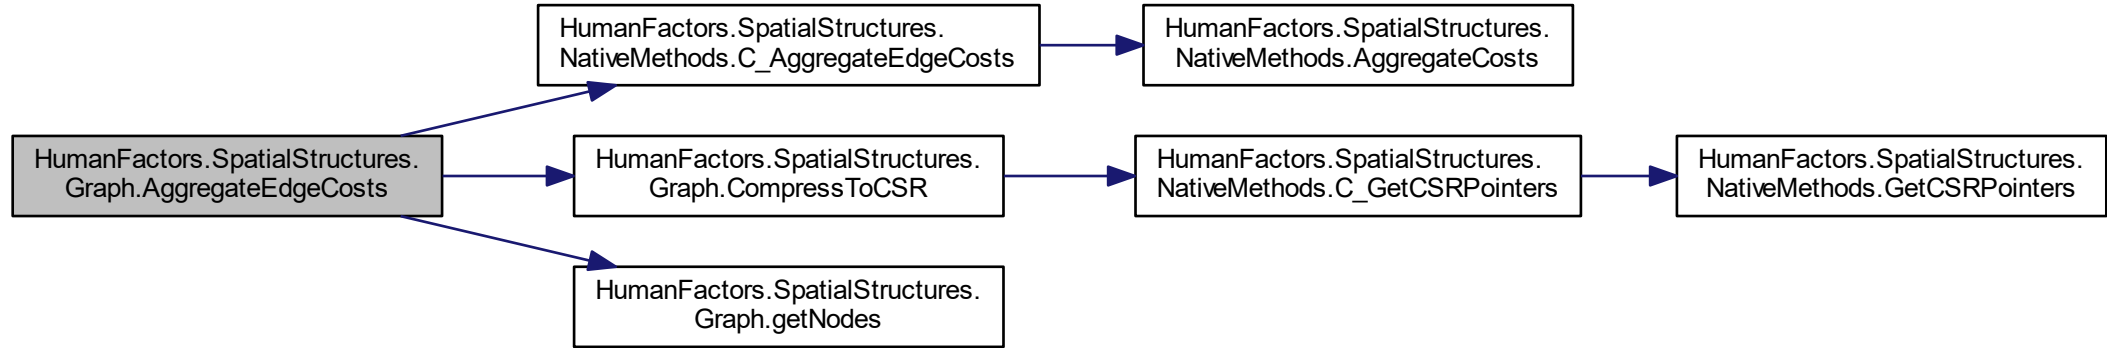 HumanFactors.SpatialStructures.
Graph.AggregateEdgeCosts
HumanFactors.SpatialStructures.
NativeMethods.C_AggregateEdgeCosts
HumanFactors.SpatialStructures.
NativeMethods.AggregateCosts
HumanFactors.SpatialStructures.
Graph.CompressToCSR
HumanFactors.SpatialStructures.
NativeMethods.C_GetCSRPointers
HumanFactors.SpatialStructures.
NativeMethods.GetCSRPointers
HumanFactors.SpatialStructures.
Graph.getNodes